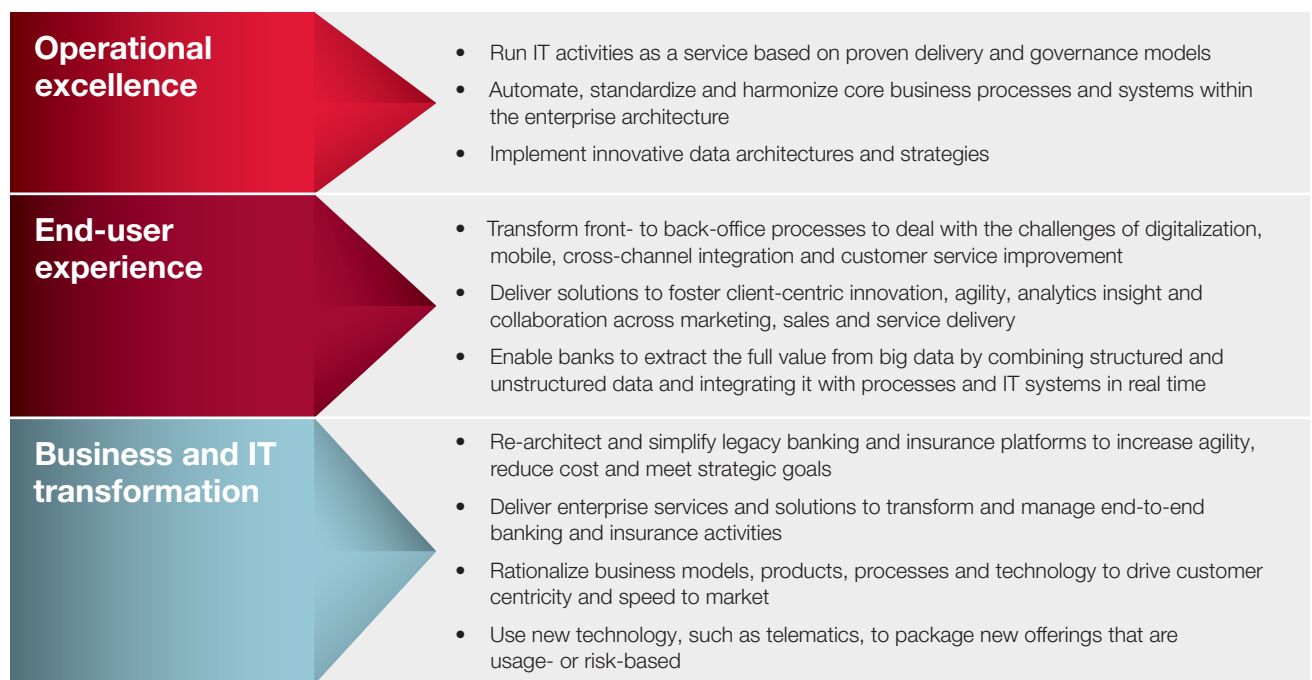 Operational
excellence
• Run IT activities as a service based on proven delivery and governance models
• Automate, standardize and harmonize core business processes and systems within
the enterprise architecture
• Implement innovative data architectures and strategies
End-user
experience
• Transform front- to back-office processes to deal with the challenges of digitalization,
mobile, cross-channel integration and customer service improvement
• Deliver solutions to foster client-centric innovation, agility, analytics insight and
collaboration across marketing, sales and service delivery
• Enable banks to extract the full value from big data by combining structured and
unstructured data and integrating it with processes and IT systems in real time
Business and IT
transformation
• Re-architect and simplify legacy banking and insurance platforms to increase agility,
reduce cost and meet strategic goals
• Deliver enterprise services and solutions to transform and manage end-to-end
banking and insurance activities
• Rationalize business models, products, processes and technology to drive customer
centricity and speed to market
• Use new technology, such as telematics, to package new offerings that are
usage- or risk-based